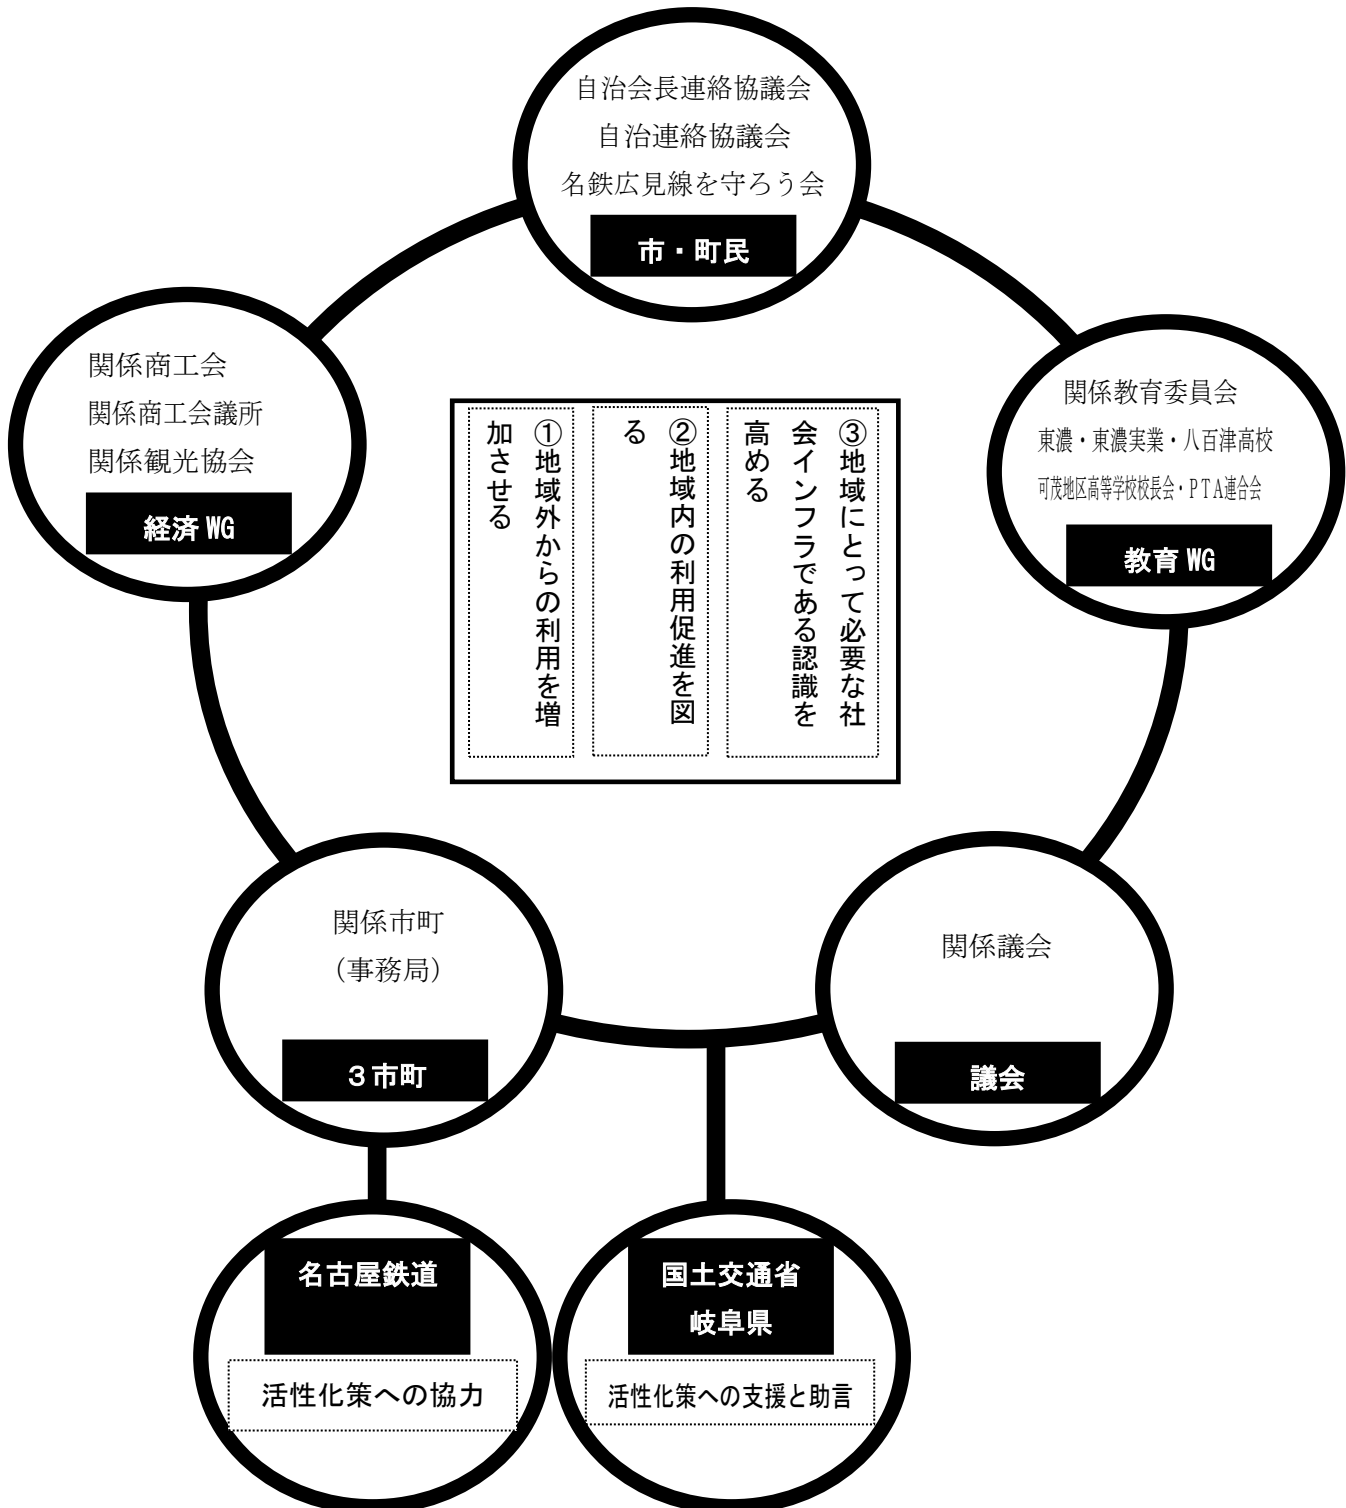 自治会長連絡協議会
自治連絡協議会
名鉄広見線を守ろう会
市・町民
関係商工会
関係商工会議所
関係観光協会
経済WG
関係教育委員会
東濃・東濃実業・八百津高校
可茂地区高等学校校長会・PTA連合会
教育WG
③地域にとって必要な社
会インフラである認識を
高める
②地域内の利用促進を図
る
①地域外からの利用を増
加させる
関係市町
(事務局)
3市町
関係議会
議会
名古屋鉄道
活性化策への協力
国土交通省
岐阜県
活性化策への支援と助言